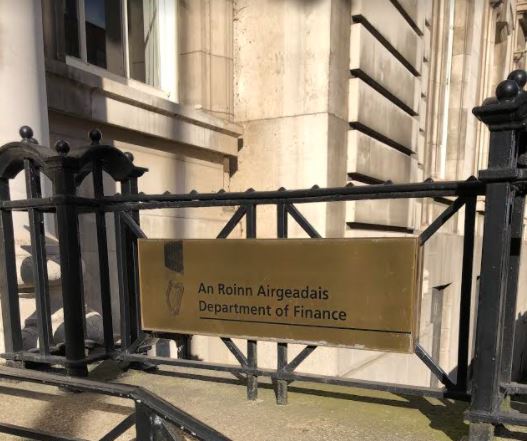 An Roinn Airgeadais
Department of Finance